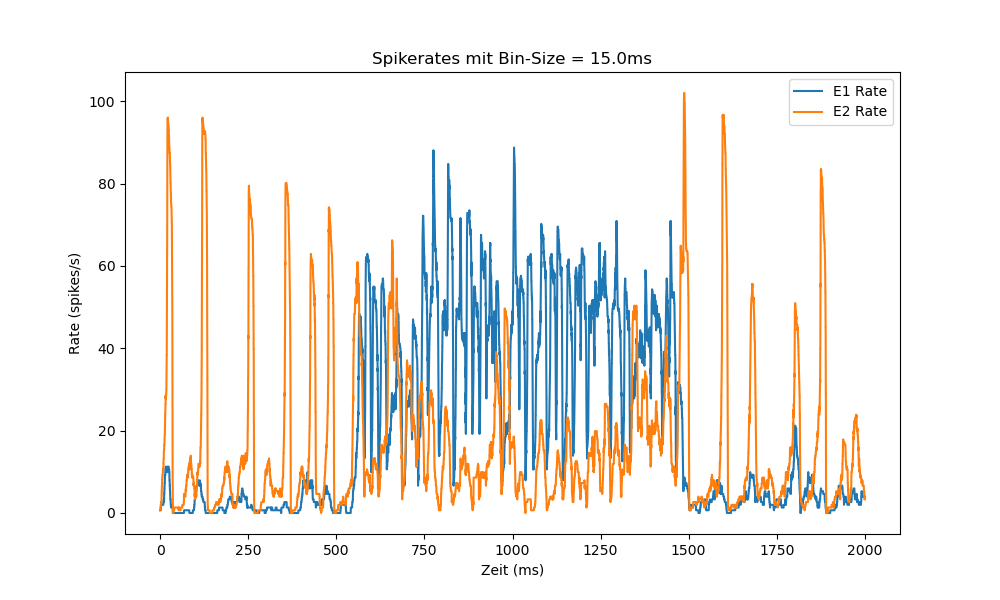 Spikerates mit Bin-Size = 15.0ms
E1 Rate
E2 Rate
100
80
60
40
20
0
Rate (spikes/s)
0 250 500 750 1000 1250 1500 1750 2000
Zeit (ms)